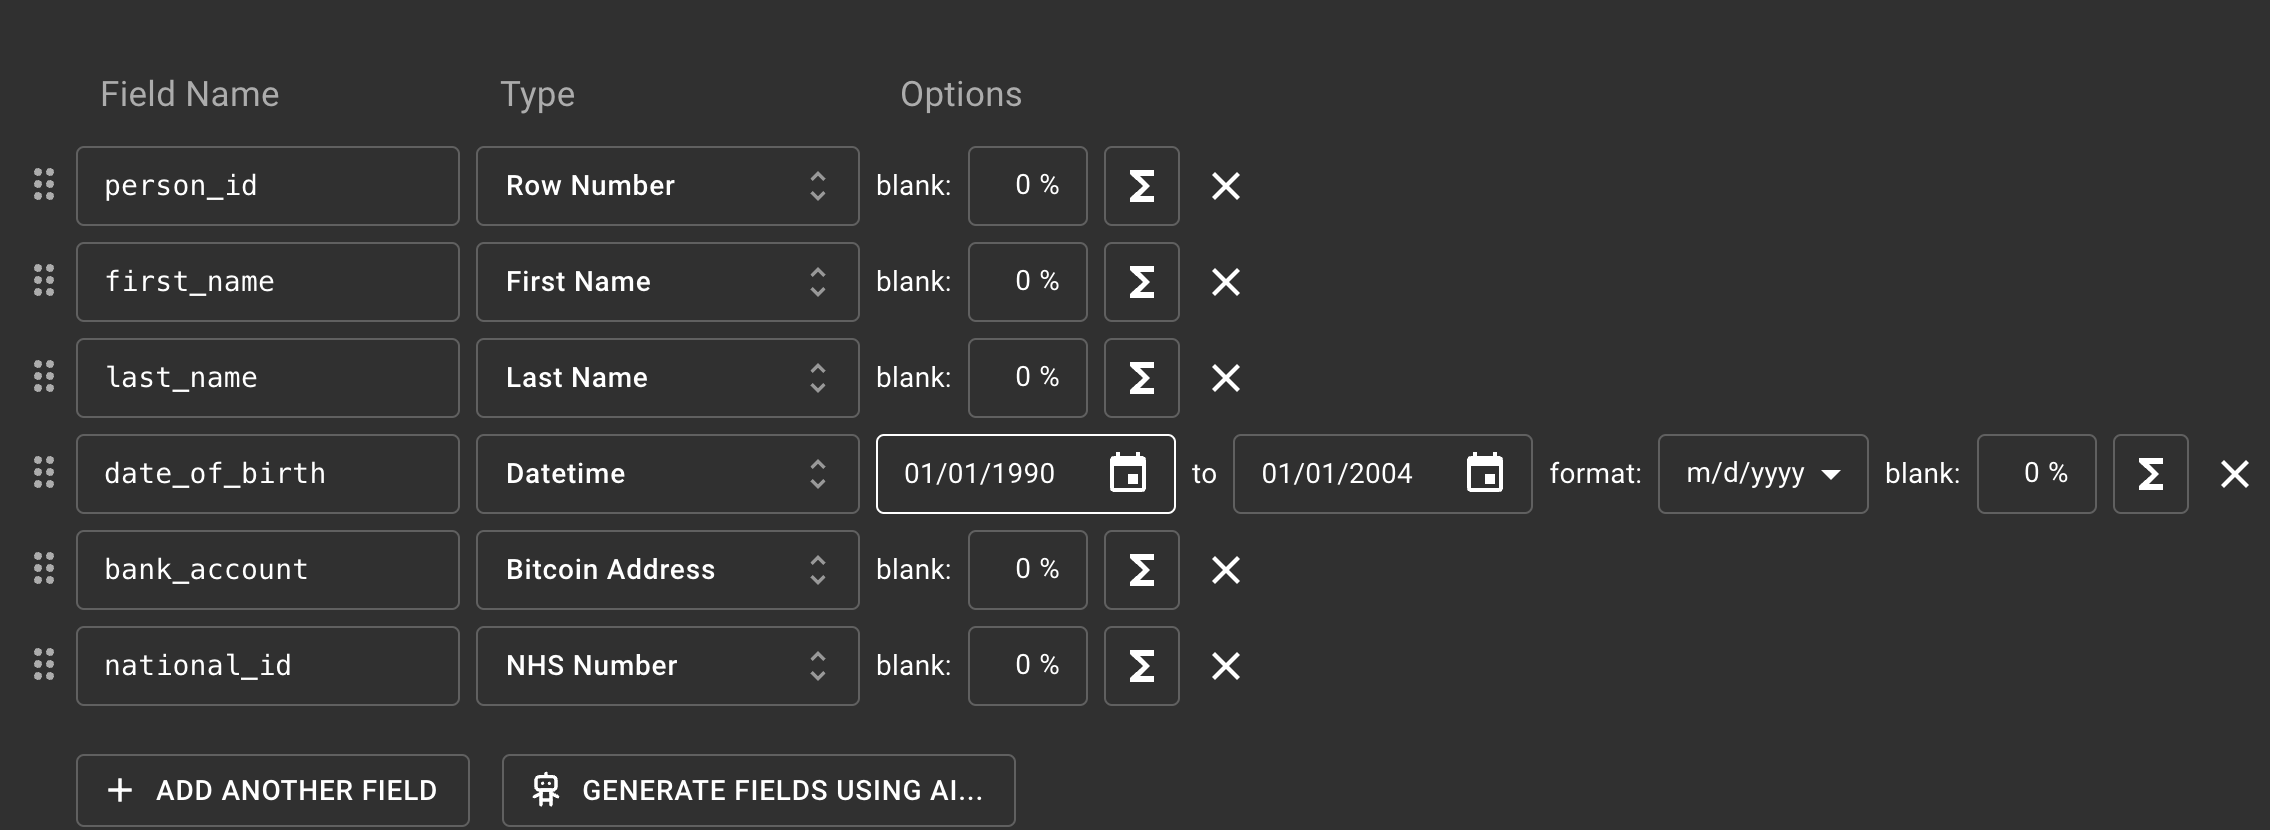 Field Name Type Options
person_id Row Number blank: 0 % Σ
first_name First Name blank: 0 % Σ
last_name Last Name blank: 0 % Σ
date_of_birth Datetime 01/01/1990 to 01/01/2004 format: m/d/yyyy blank: 0 % Σ
bank_account Bitcoin Address blank: 0 % Σ
national_id NHS Number blank: 0 % Σ
+ ADD ANOTHER FIELD GENERATE FIELDS USING AI...